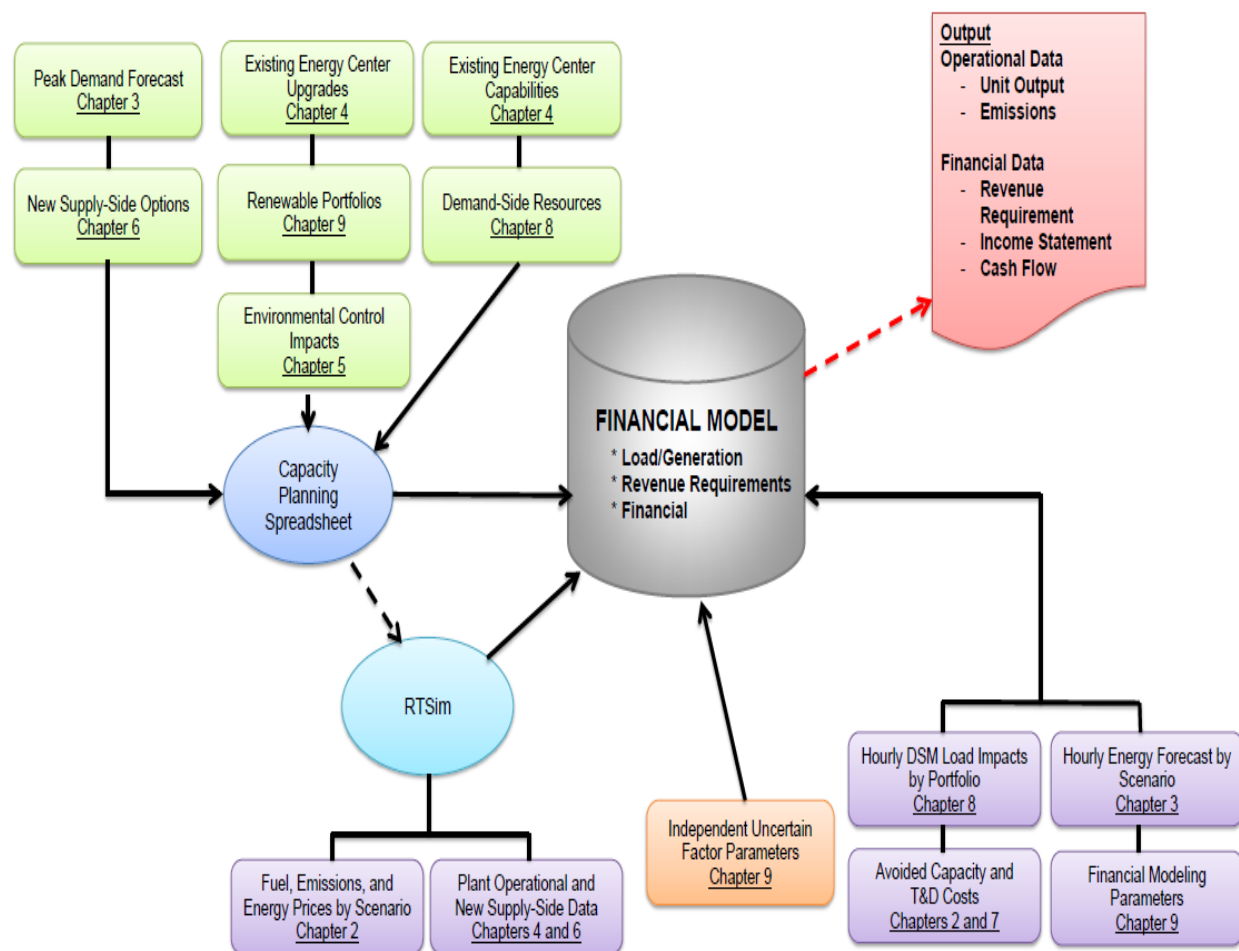 Peak Demand Forecast
Chapter 3
Existing Energy Center
Upgrades
Chapter 4
Existing Energy Center
Capabilities
Chapter 4
Output
Operational Data
- Unit Output
- Emissions
Financial Data
- Revenue
Requirement
- Income Statement
- Cash Flow
New Supply-Side Options
Chapter 6
Renewable Portfolios
Chapter 9
Demand-Side Resources
Chapter 8
Environmental Control
Impacts
Chapter 5
Capacity
Planning
Spreadsheet
FINANCIAL MODEL
* Load/Generation
* Revenue Requirements
* Financial
RTSim
Fuel, Emissions, and
Energy Prices by Scenario
Chapter 2
Plant Operational and
New Supply-Side Data
Chapters 4 and 6
Independent Uncertain
Factor Parameters
Chapter 9
Hourly DSM Load Impacts
by Portfolio
Chapter 8
Hourly Energy Forecast by
Scenario
Chapter 3
Avoided Capacity and
T&D Costs
Chapters 2 and 7
Financial Modeling
Parameters
Chapter 9